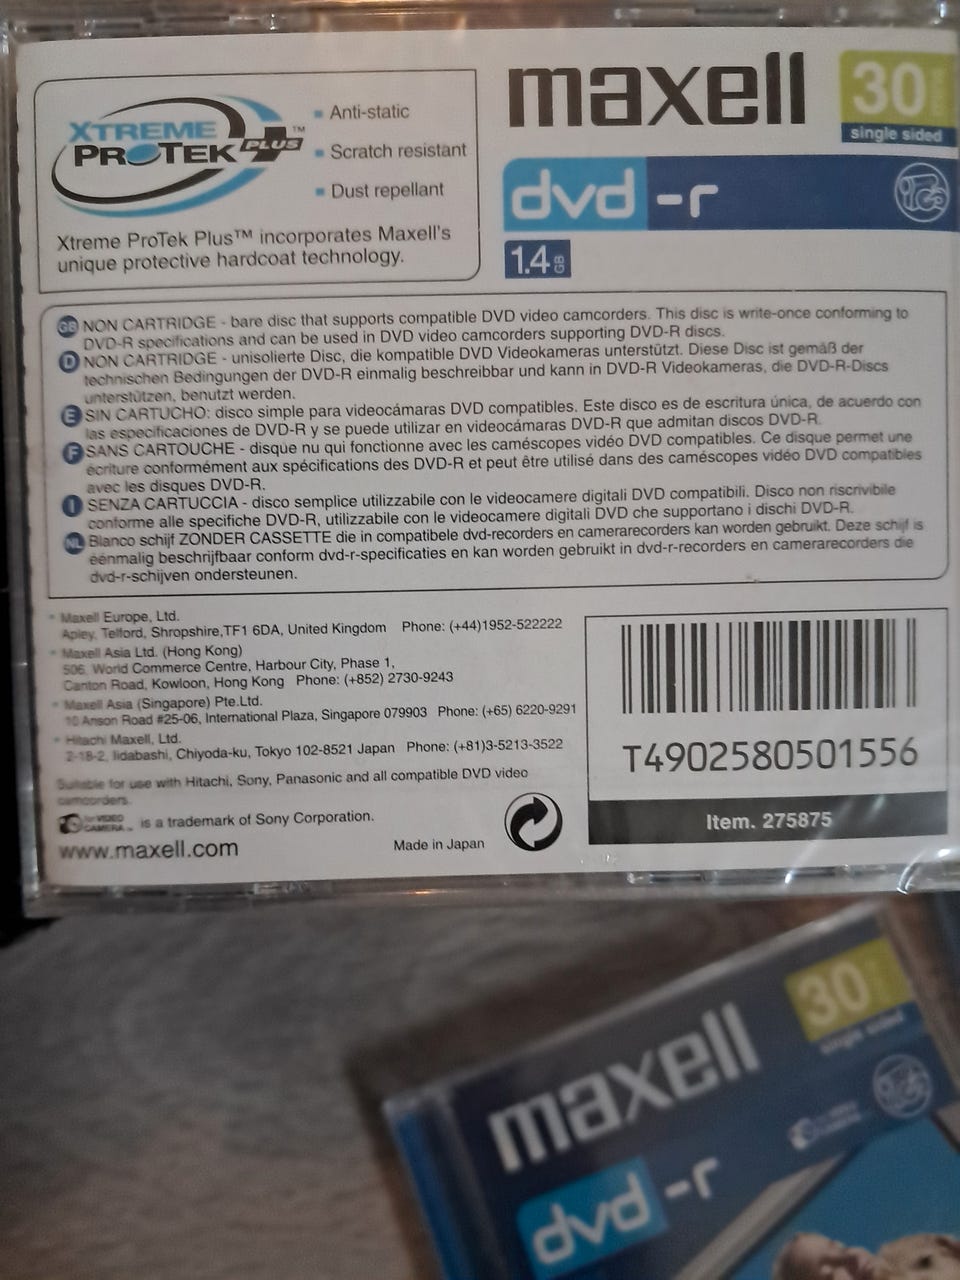 XTREME
PROTEK PLUS™
Anti-static
Scratch resistant
Dust repellant
Xtreme ProTek Plus™ incorporates Maxell's
unique protective hardcoat technology.
maxell
30
single sided
dvd-r
1.4 GB
GB NON CARTRIDGE - bare disc that supports compatible DVD video camcorders. This disc is write-once conforming to
DVD-R specifications and can be used in DVD video camcorders supporting DVD-R discs.
D NON CARTRIDGE - unisolierte Disc, die kompatible DVD Videokameras unterstützt. Diese Disc ist gemäß der
technischen Bedingungen der DVD-R einmalig beschreibbar und kann in DVD-R Videokameras, die DVD-R-Discs
unterstützen, benutzt werden.
E SIN CARTUCHO: disco simple para videocámaras DVD compatibles. Este disco es de escritura única, de acuerdo con
las especificaciones de DVD-R y se puede utilizar en videocámaras DVD-R que admitan discos DVD-R.
F SANS CARTOUCHE - disque nu qui fonctionne avec les caméscopes vidéo DVD compatibles. Ce disque permet une
écriture conformément aux spécifications des DVD-R et peut être utilisé dans des caméscopes vidéo DVD compatibles
avec les disques DVD-R.
I SENZA CARTUCCIA - disco semplice utilizzabile con le videocamere digitali DVD compatibili. Disco non riscrivibile
conforme alle specifiche DVD-R, utilizzabile con le videocamere digitali DVD che supportano i dischi DVD-R.
NL Blanco schijf ZONDER CASSETTE die in compatibele dvd-recorders en camerarecorders kan worden gebruikt. Deze schijf is
éénmalig beschrijfbaar conform dvd-r-specificaties en kan worden gebruikt in dvd-r-recorders en camerarecorders die
dvd-r-schijven ondersteunen.
Maxell Europe, Ltd.
Apley, Telford, Shropshire,TF1 6DA, United Kingdom Phone: (+44)1952-522222
Maxell Asia Ltd. (Hong Kong)
506, World Commerce Centre, Harbour City, Phase 1,
Canton Road, Kowloon, Hong Kong Phone: (+852) 2730-9243
Maxell Asia (Singapore) Pte.Ltd.
10 Anson Road #25-06, International Plaza, Singapore 079903 Phone: (+65) 6220-9291
Hitachi Maxell, Ltd.
2-18-2, Iidabashi, Chiyoda-ku, Tokyo 102-8521 Japan Phone: (+81)3-5213-3522
Suitable for use with Hitachi, Sony, Panasonic and all compatible DVD video
camcorders.
for VIDEO
CAMERA™ is a trademark of Sony Corporation.
www.maxell.com
Made in Japan
T4902580501556
Item. 275875
maxell
30
single sided
dvd-r